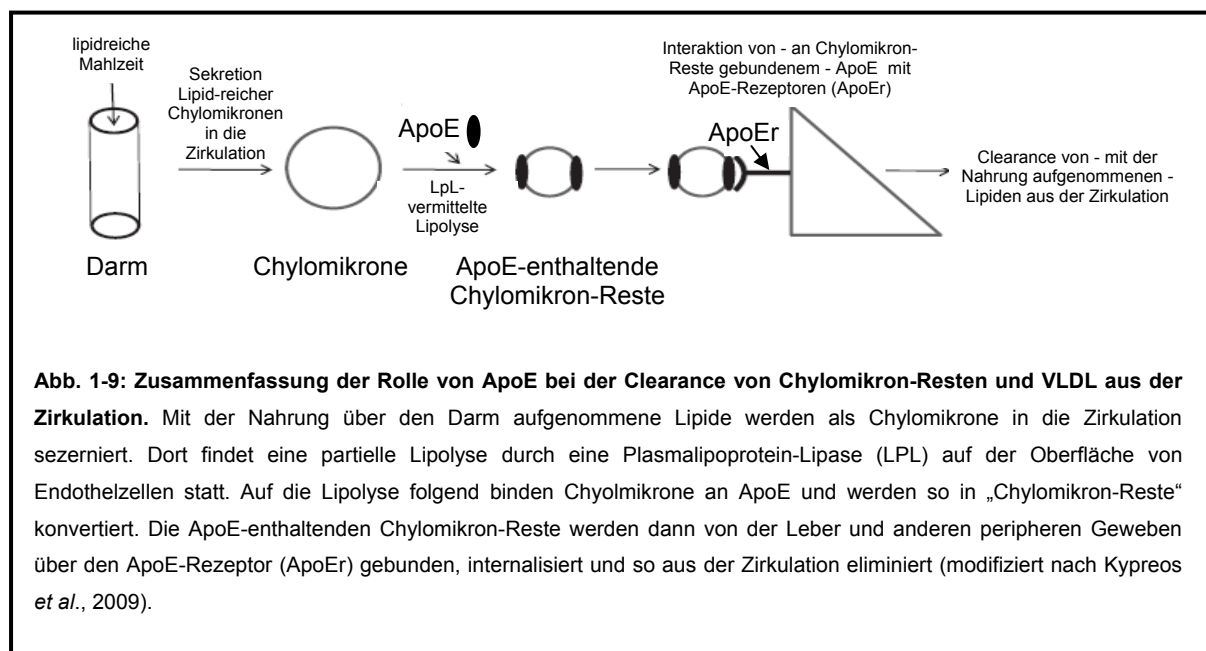 lipidreiche
Mahlzeit
Sekretion
Lipid-reicher
Chylomikronen
in die
Zirkulation
ApoE
LpL-
vermittelte
Lipolyse
Interaktion von - an Chylomikron-
Reste gebundenem - ApoE mit
ApoE-Rezeptoren (ApoEr)
ApoEr
Clearance von - mit der
Nahrung aufgenommenen -
Lipiden aus der Zirkulation
Darm
Chylomikrone
ApoE-enthaltende
Chylomikron-Reste
Abb. 1-9: Zusammenfassung der Rolle von ApoE bei der Clearance von Chylomikron-Resten und VLDL aus der
Zirkulation. Mit der Nahrung über den Darm aufgenommene Lipide werden als Chylomikrone in die Zirkulation
sezerniert. Dort findet eine partielle Lipolyse durch eine Plasmalipoprotein-Lipase (LPL) auf der Oberfläche von
Endothelzellen statt. Auf die Lipolyse folgend binden Chyolmikrone an ApoE und werden so in „Chylomikron-Reste“
konvertiert. Die ApoE-enthaltenden Chylomikron-Reste werden dann von der Leber und anderen peripheren Geweben
über den ApoE-Rezeptor (ApoEr) gebunden, internalisiert und so aus der Zirkulation eliminiert (modifiziert nach Kypreos
et al., 2009).